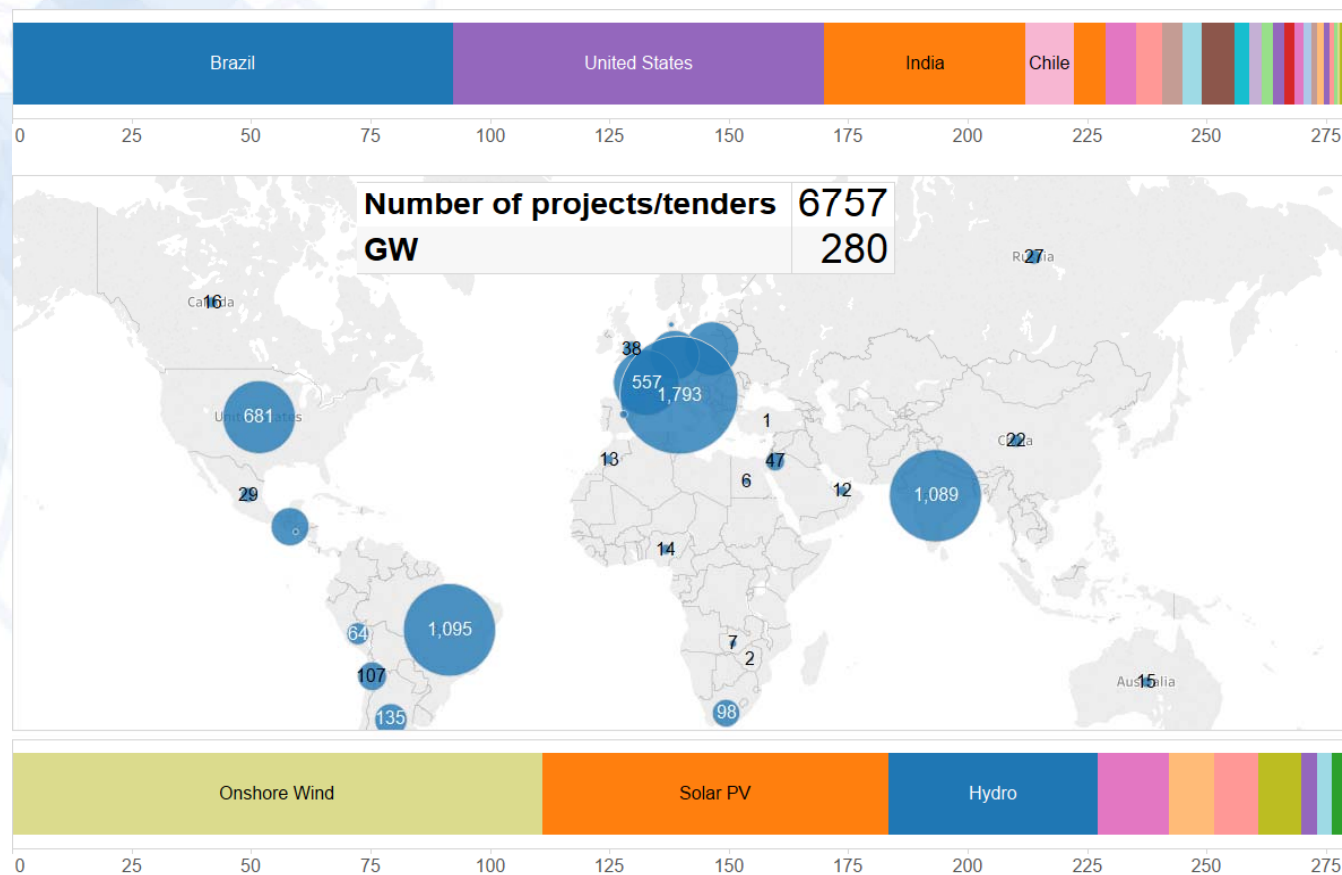 Brazil United States India Chile
0 25 50 75 100 125 150 175 200 225 250 275
Number of projects/tenders 6757
GW 280
Russia 27
Canada 16
38
557
1,793
United States 681
1
China 22
13
47
6
12
29
1,089
14
1,095
64
7
2
107
Australia 15
98
135
Onshore Wind Solar PV Hydro
0 25 50 75 100 125 150 175 200 225 250 275